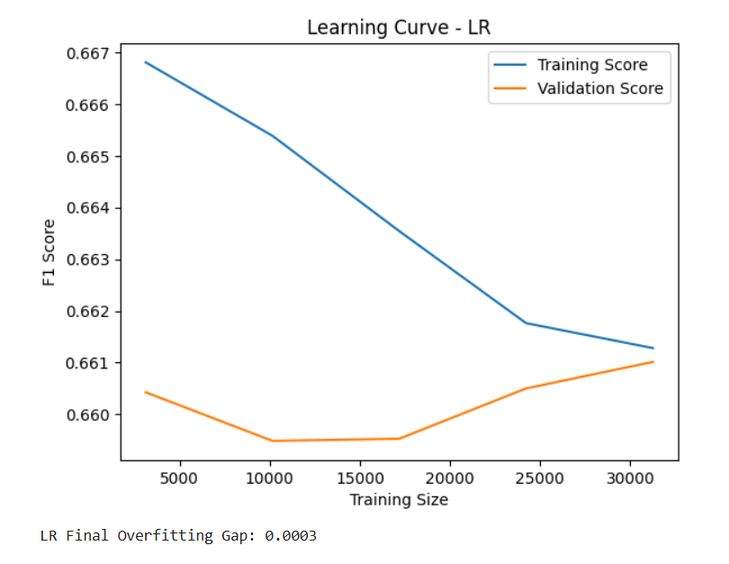 Learning Curve - LR
Training Score
Validation Score
0.667
0.666
0.665
0.664
0.663
0.662
0.661
0.660
F1 Score
5000 10000 15000 20000 25000 30000
Training Size
LR Final Overfitting Gap: 0.0003